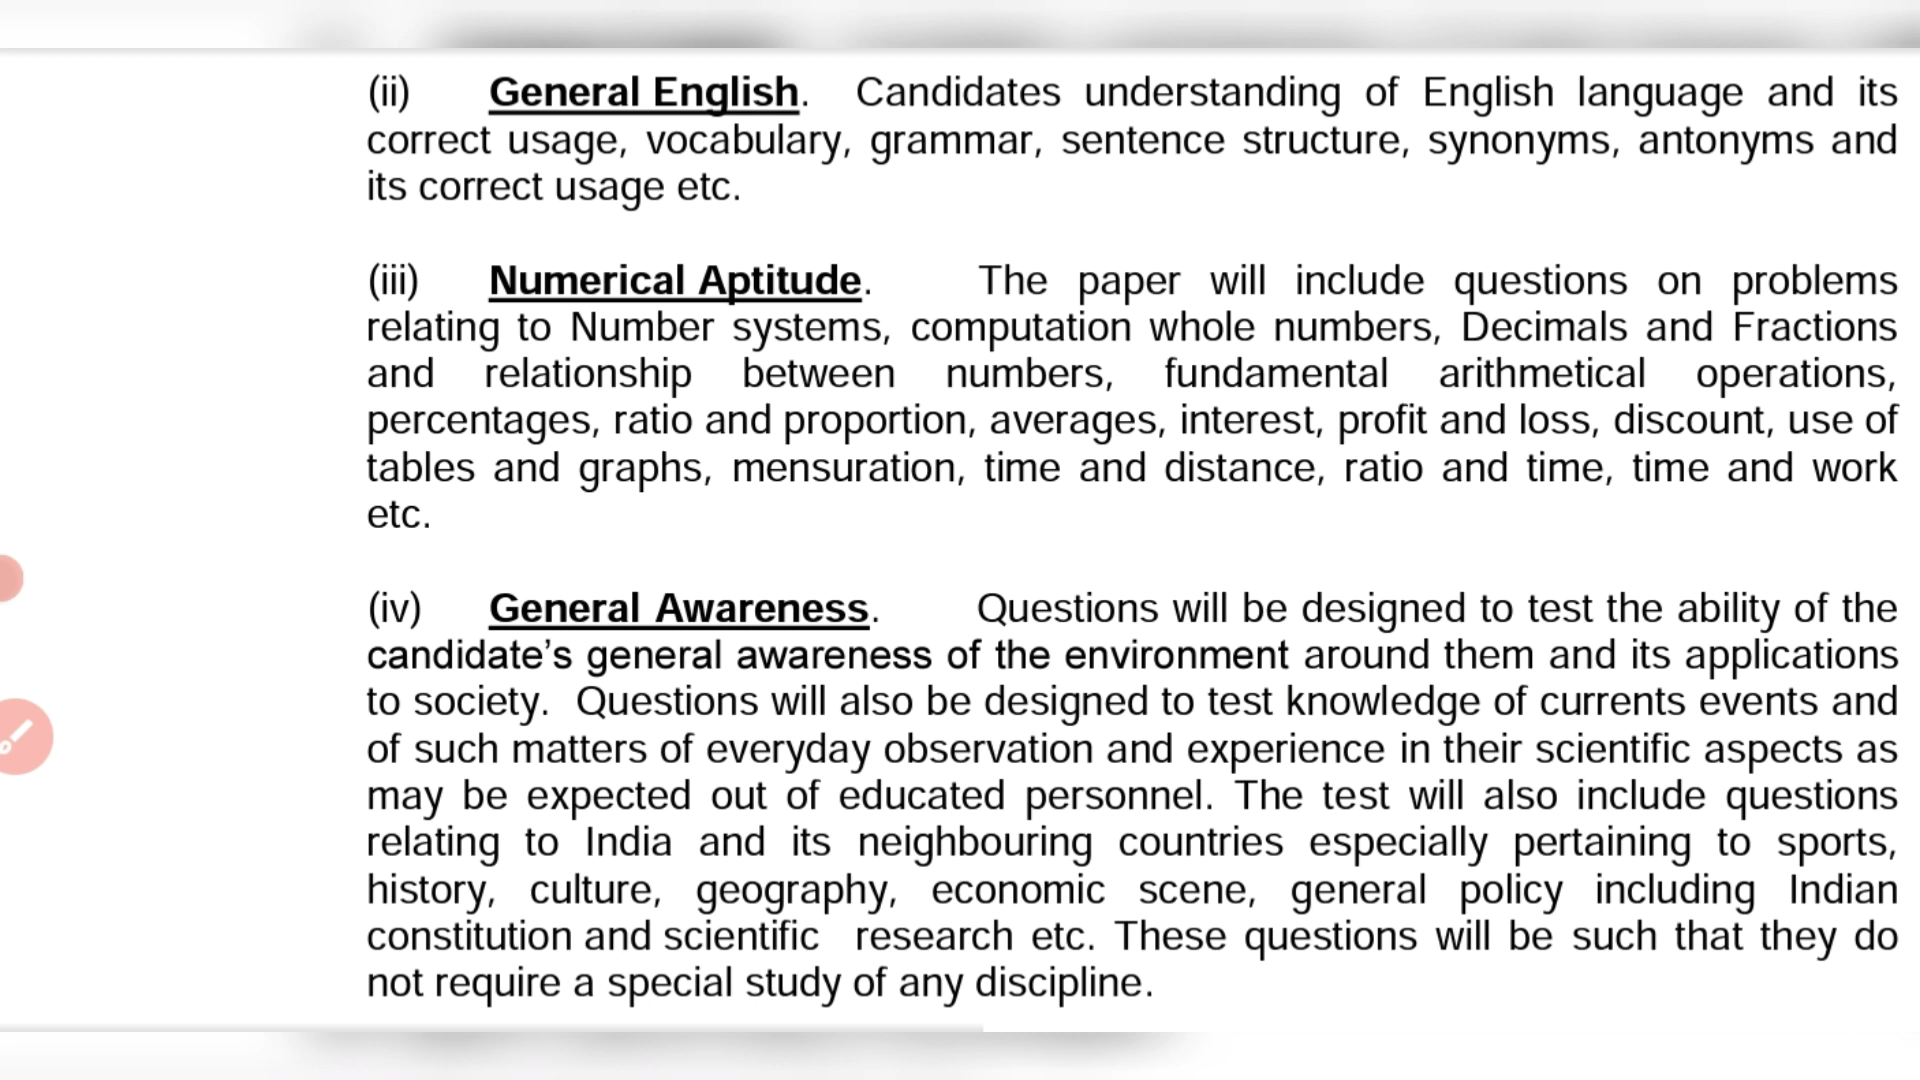 (ii) General English. Candidates understanding of English language and its
correct usage, vocabulary, grammar, sentence structure, synonyms, antonyms and
its correct usage etc.
(iii) Numerical Aptitude. The paper will include questions on problems
relating to Number systems, computation whole numbers, Decimals and Fractions
and relationship between numbers, fundamental arithmetical operations,
percentages, ratio and proportion, averages, interest, profit and loss, discount, use of
tables and graphs, mensuration, time and distance, ratio and time, time and work
etc.
(iv) General Awareness. Questions will be designed to test the ability of the
candidate’s general awareness of the environment around them and its applications
to society. Questions will also be designed to test knowledge of currents events and
of such matters of everyday observation and experience in their scientific aspects as
may be expected out of educated personnel. The test will also include questions
relating to India and its neighbouring countries especially pertaining to sports,
history, culture, geography, economic scene, general policy including Indian
constitution and scientific research etc. These questions will be such that they do
not require a special study of any discipline.